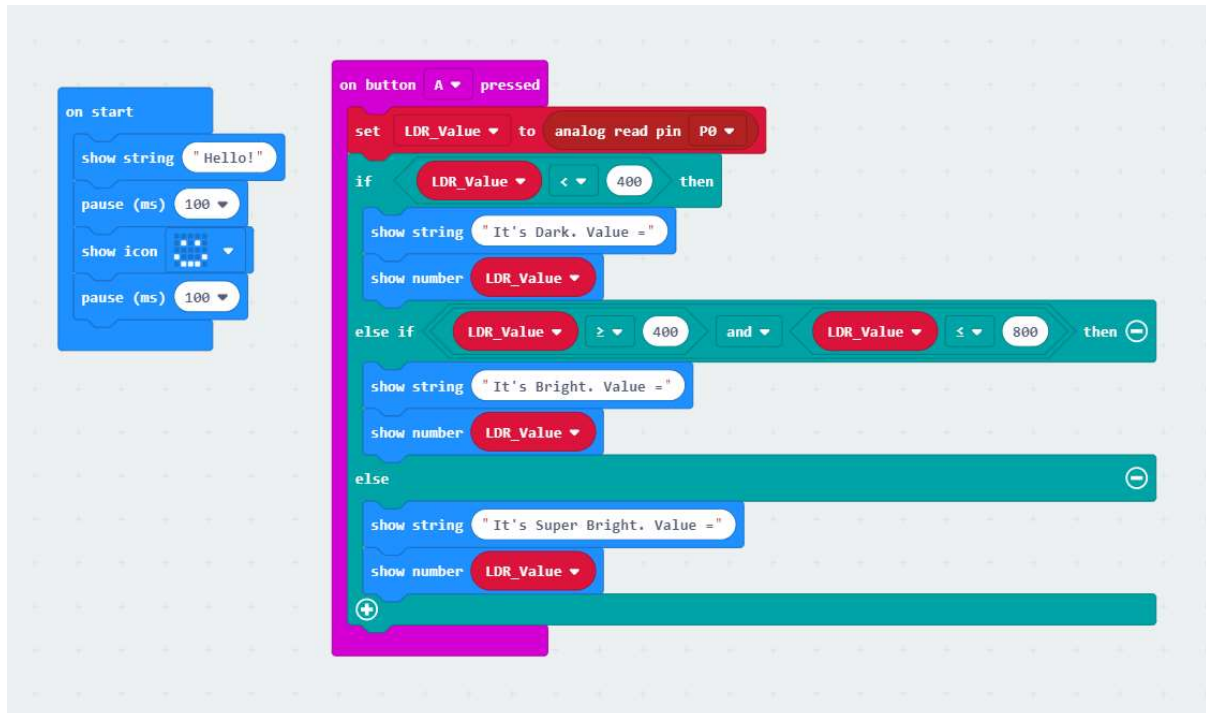 on start
show string "Hello!"
pause (ms) 100
show icon
pause (ms) 100
on button A pressed
set LDR_Value to analog read pin P0
if LDR_Value < 400 then
show string "It's Dark. Value ="
show number LDR_Value
else if LDR_Value ≥ 400 and LDR_Value ≤ 800 then
show string "It's Bright. Value ="
show number LDR_Value
else
show string "It's Super Bright. Value ="
show number LDR_Value